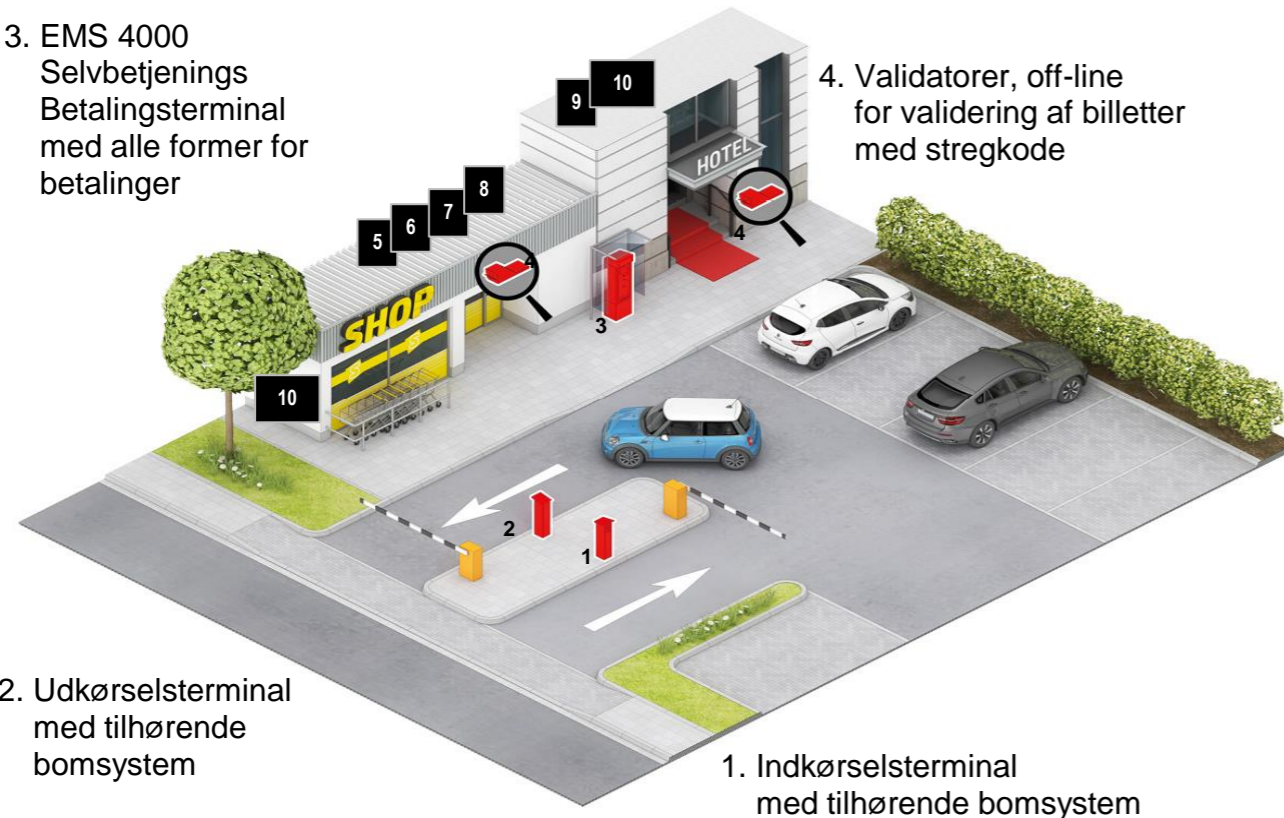 3. EMS 4000
Selvbetjenings
Betalingsterminal
med alle former for
betalinger
4. Validatorer, off-line
for validering af billetter
med stregkode
9
10
HOTEL
5
6
7
8
4
4
SHOP
3
10
2
1
2. Udkørselsterminal
med tilhørende
bomsystem
1. Indkørselsterminal
med tilhørende bomsystem